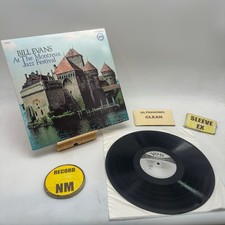 BILL EVANS
At The Montreux
Jazz Festival
ULTRASONIC
CLEAN
SLEEVE
EX
RECORD
NM